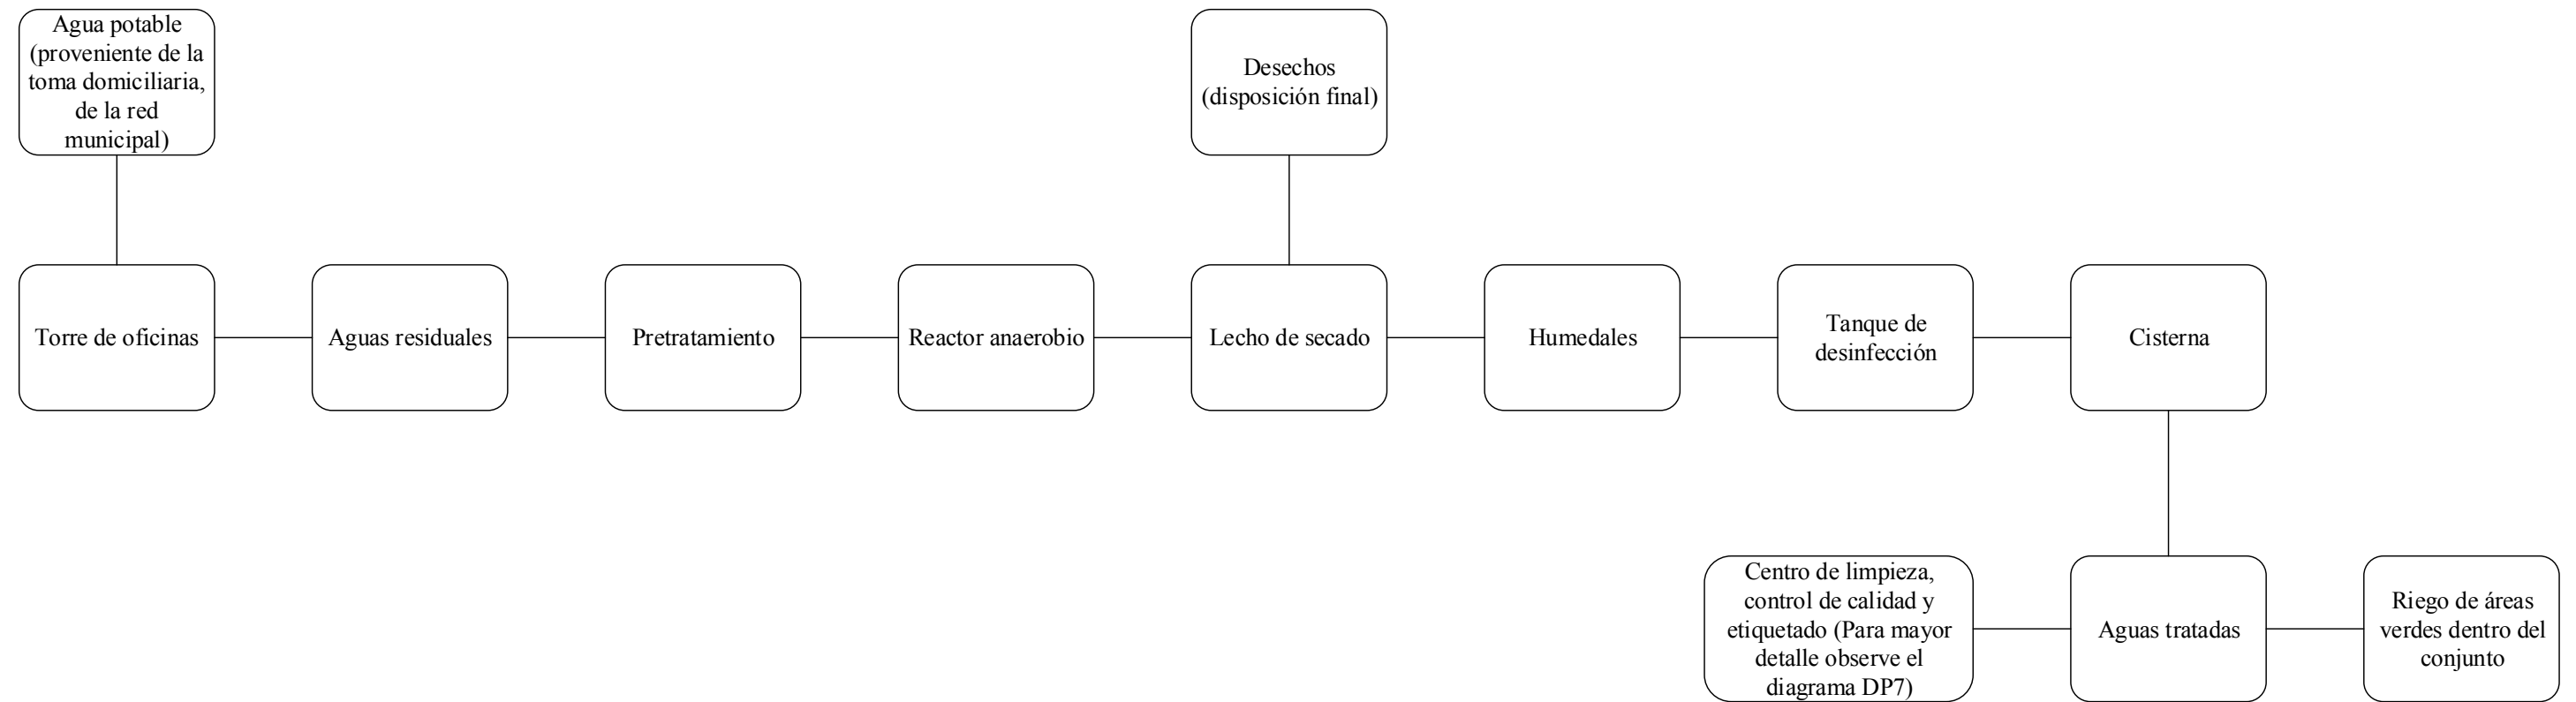 Agua potable
(proveniente de la
toma domiciliaria,
de la red
municipal)
Desechos
(disposición final)
Torre de oficinas
Aguas residuales
Pretratamiento
Reactor anaerobio
Lecho de secado
Humedales
Tanque de
desinfección
Cisterna
Centro de limpieza,
control de calidad y
etiquetado (Para mayor
detalle observe el
diagrama DP7)
Aguas tratadas
Riego de áreas
verdes dentro del
conjunto